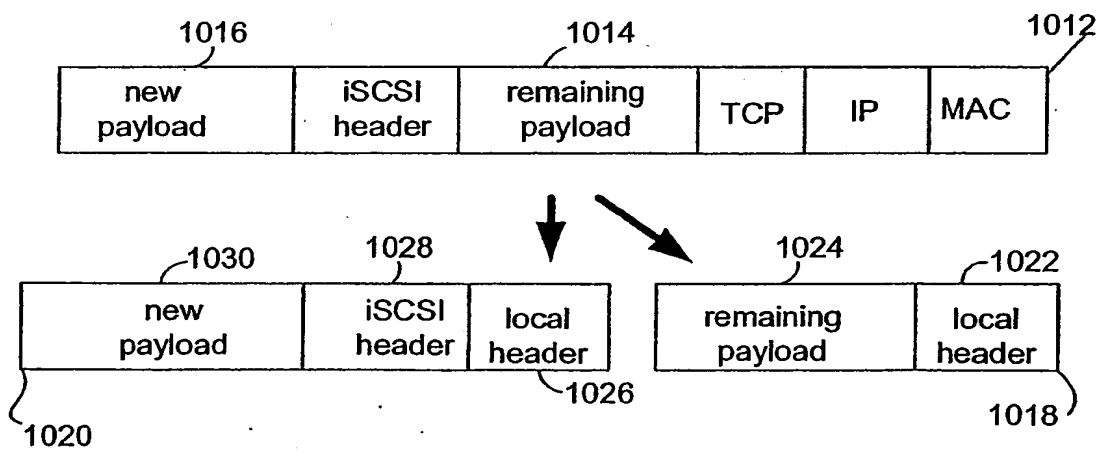 1016
1014
1012
new
payload
iSCSI
header
remaining
payload
TCP
IP
MAC
1030
1028
1024
1022
new
payload
iSCSI
header
local
header
remaining
payload
local
header
1026
1018
1020